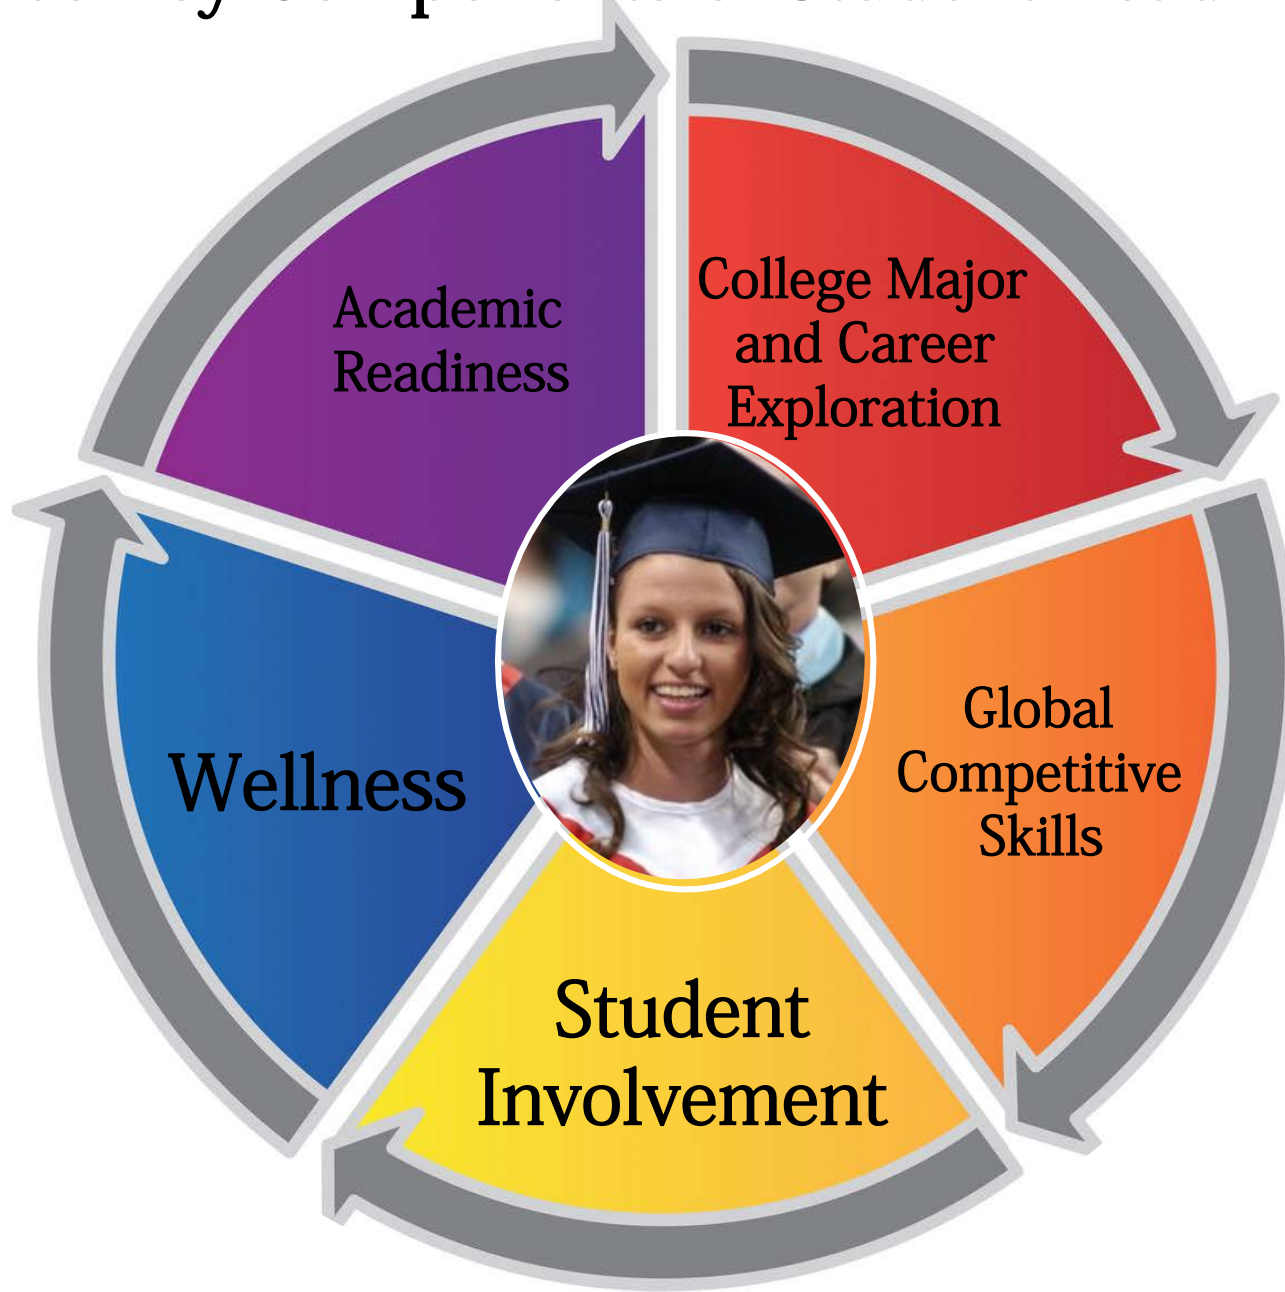 College Major
and Career
Exploration
Academic
Readiness
Global
Competitive
Skills
Wellness
Student
Involvement